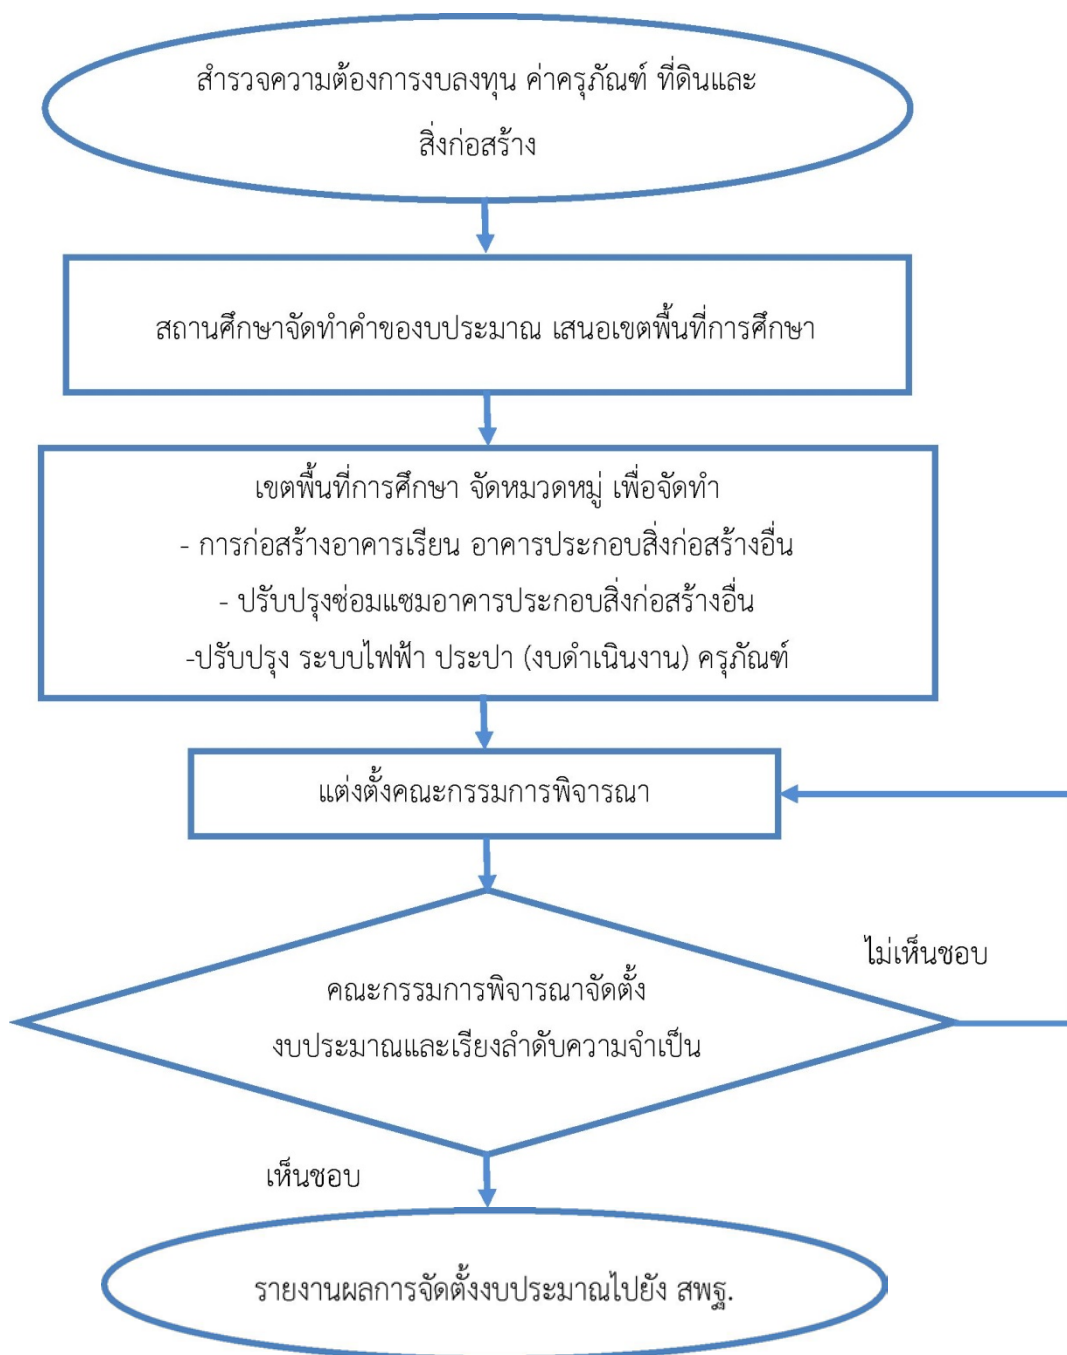 สำรวจความต้องการงบลงทุน ค่าครุภัณฑ์ ที่ดินและ
สิ่งก่อสร้าง
สถานศึกษาจัดทำคำของบประมาณ เสนอเขตพื้นที่การศึกษา
เขตพื้นที่การศึกษา จัดหมวดหมู่ เพื่อจัดทำ
- การก่อสร้างอาคารเรียน อาคารประกอบสิ่งก่อสร้างอื่น
- ปรับปรุงซ่อมแซมอาคารประกอบสิ่งก่อสร้างอื่น
-ปรับปรุง ระบบไฟฟ้า ประปา (งบดำเนินงาน) ครุภัณฑ์
แต่งตั้งคณะกรรมการพิจารณา
ไม่เห็นชอบ
คณะกรรมการพิจารณาจัดตั้ง
งบประมาณและเรียงลำดับความจำเป็น
เห็นชอบ
รายงานผลการจัดตั้งงบประมาณไปยัง สพฐ.